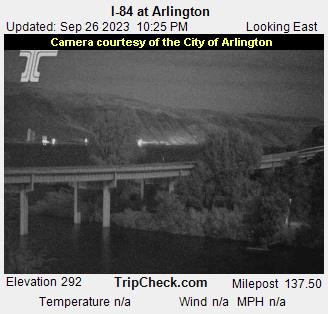 I-84 at Arlington
Updated: Sep 26 2023 10:25 PM Looking East
Camera courtesy of the City of Arlington
Elevation 292 TripCheck.com Milepost 137.50
Temperature n/a Wind n/a MPH n/a